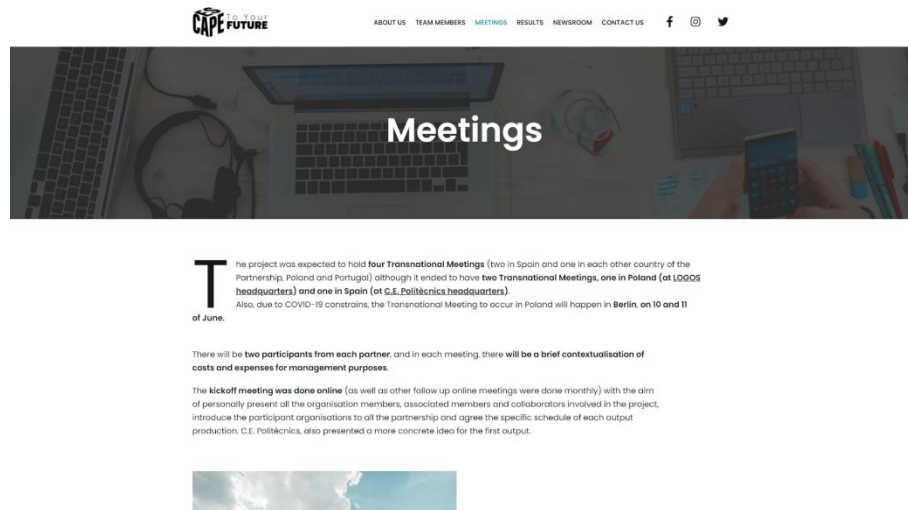 CAPE To Your FUTURE
ABOUT US TEAM MEMBERS MEETINGS RESULTS NEWSROOM CONTACT US
Meetings
The project was expected to hold four Transnational Meetings (two in Spain and one in each other country of the
Partnership, Poland and Portugal) although it ended to have two Transnational Meetings, one in Poland (at LOGOS
headquarters) and one in Spain (at C.E. Politècnics headquarters).
Also, due to COVID-19 constrains, the Transnational Meeting to occur in Poland will happen in Berlin, on 10 and 11
of June.
There will be two participants from each partner, and in each meeting, there will be a brief contextualisation of
costs and expenses for management purposes.
The kickoff meeting was done online (as well as other follow up online meetings were done monthly) with the aim
of personally present all the organisation members, associated members and collaborators involved in the project,
introduce the participant organisations to all the partnership and agree the specific schedule of each output
production. C.E. Politècnics, also presented a more concrete idea for the first output.